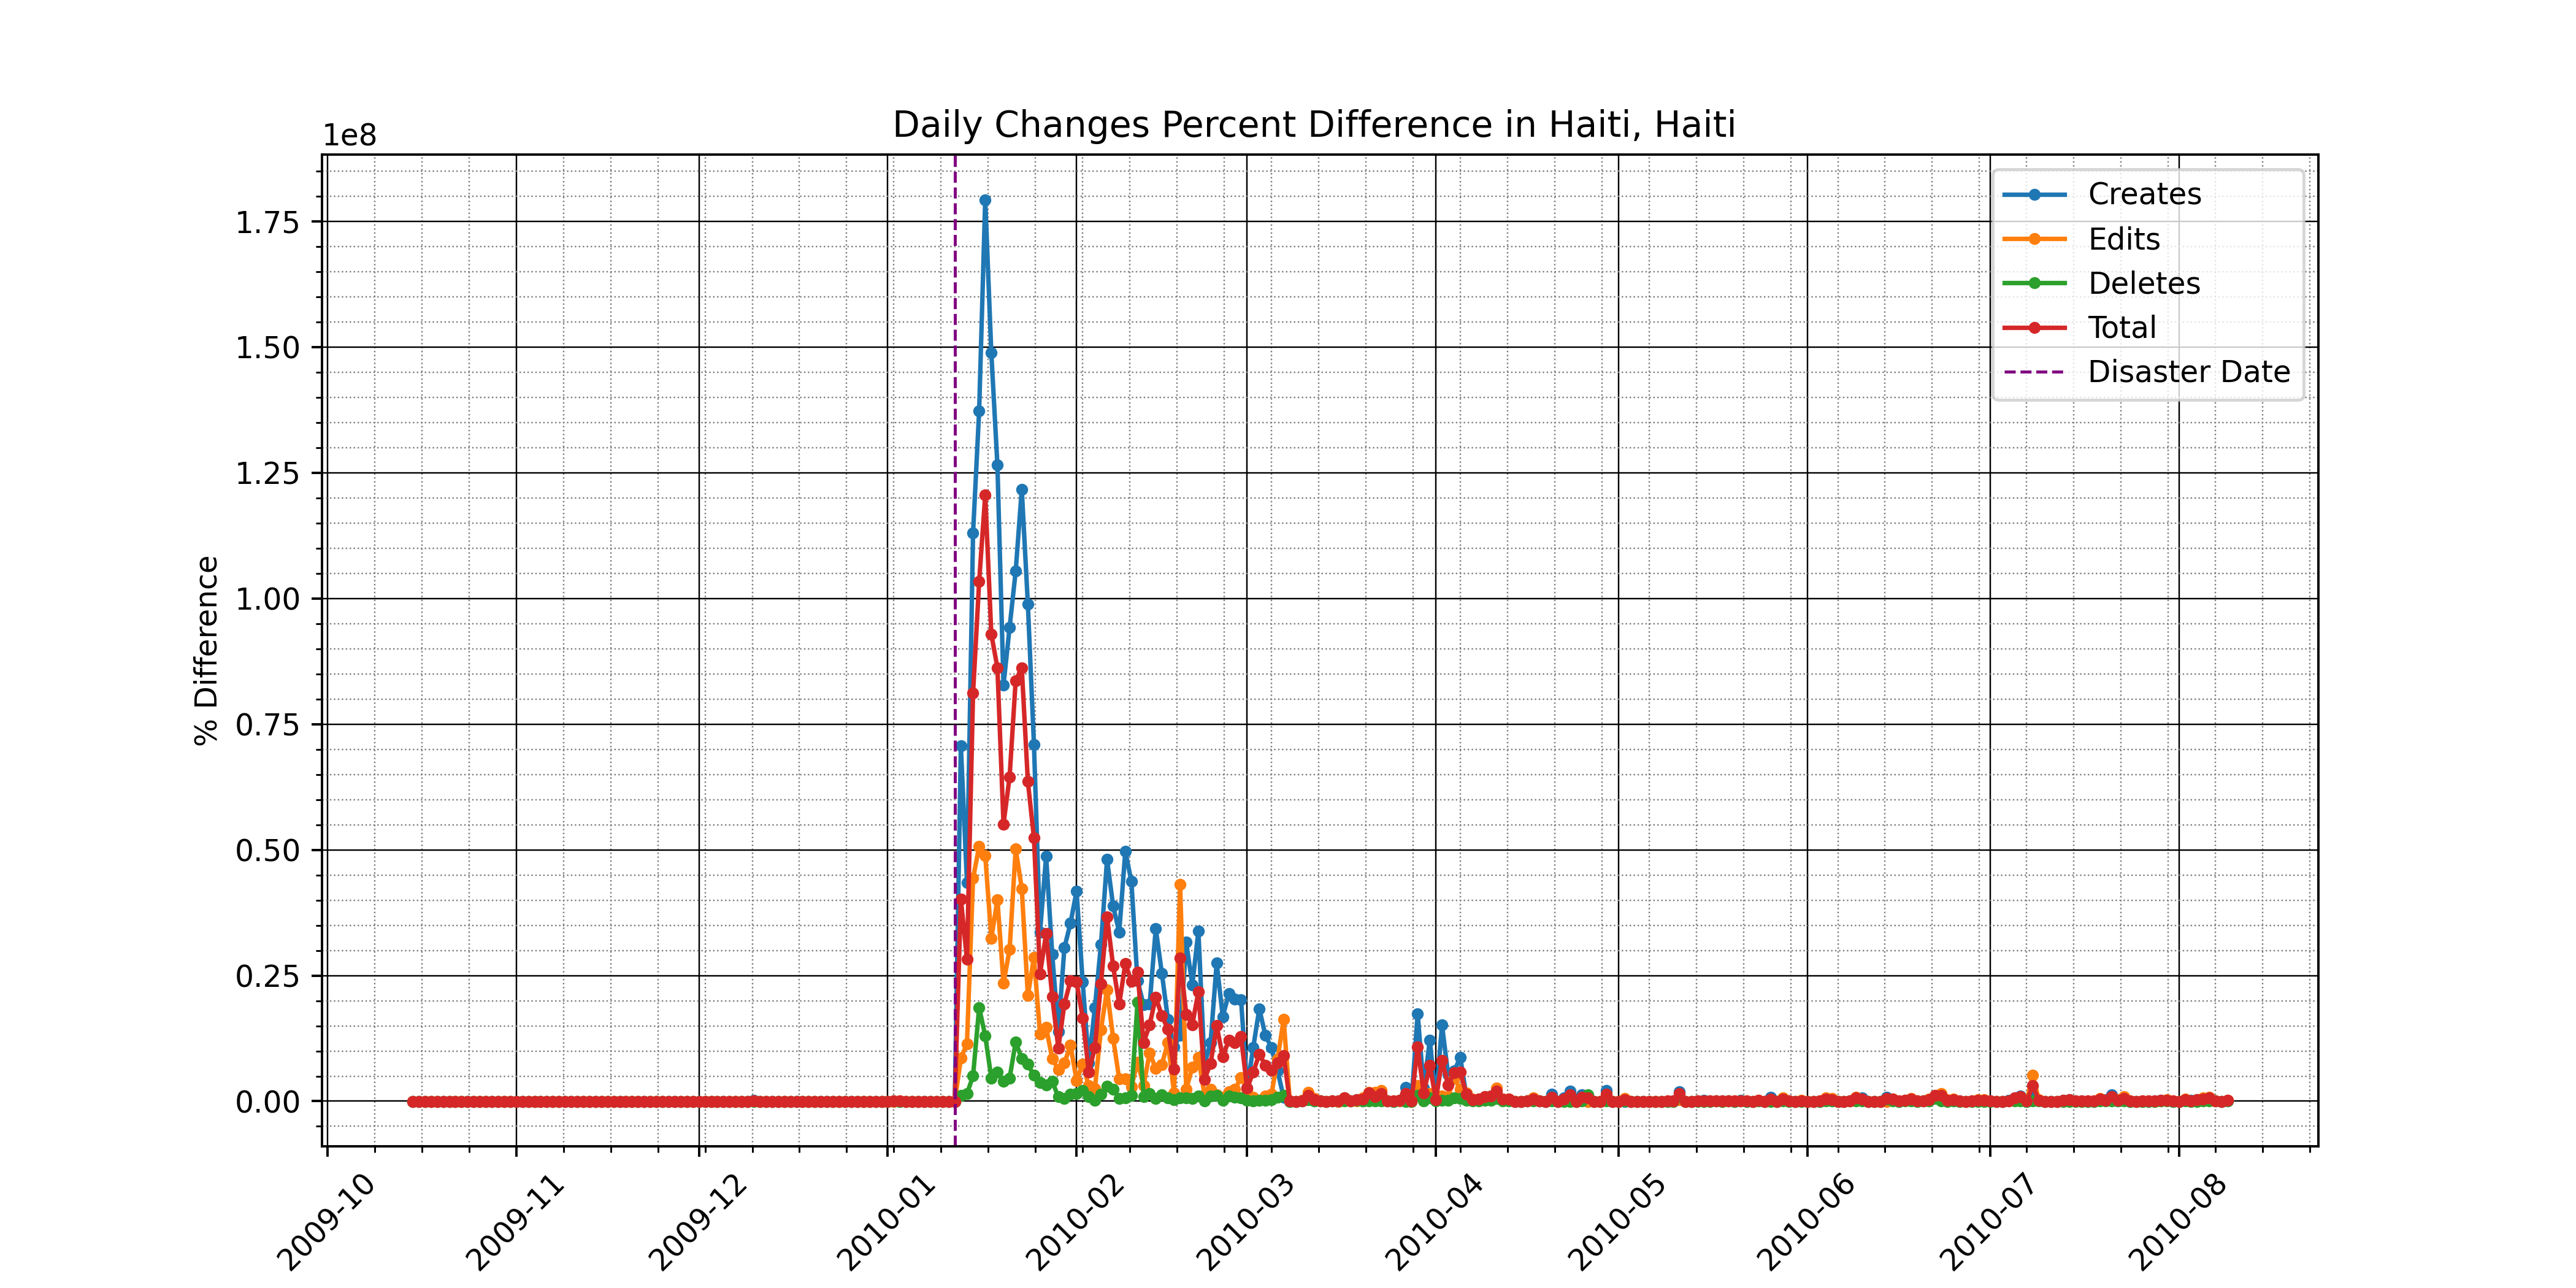 Daily Changes Percent Difference in Haiti, Haiti
1e8
1.75
1.50
1.25
1.00
0.75
0.50
0.25
0.00
% Difference
Creates
Edits
Deletes
Total
Disaster Date
2009-10
2009-11
2009-12
2010-01
2010-02
2010-03
2010-04
2010-05
2010-06
2010-07
2010-08